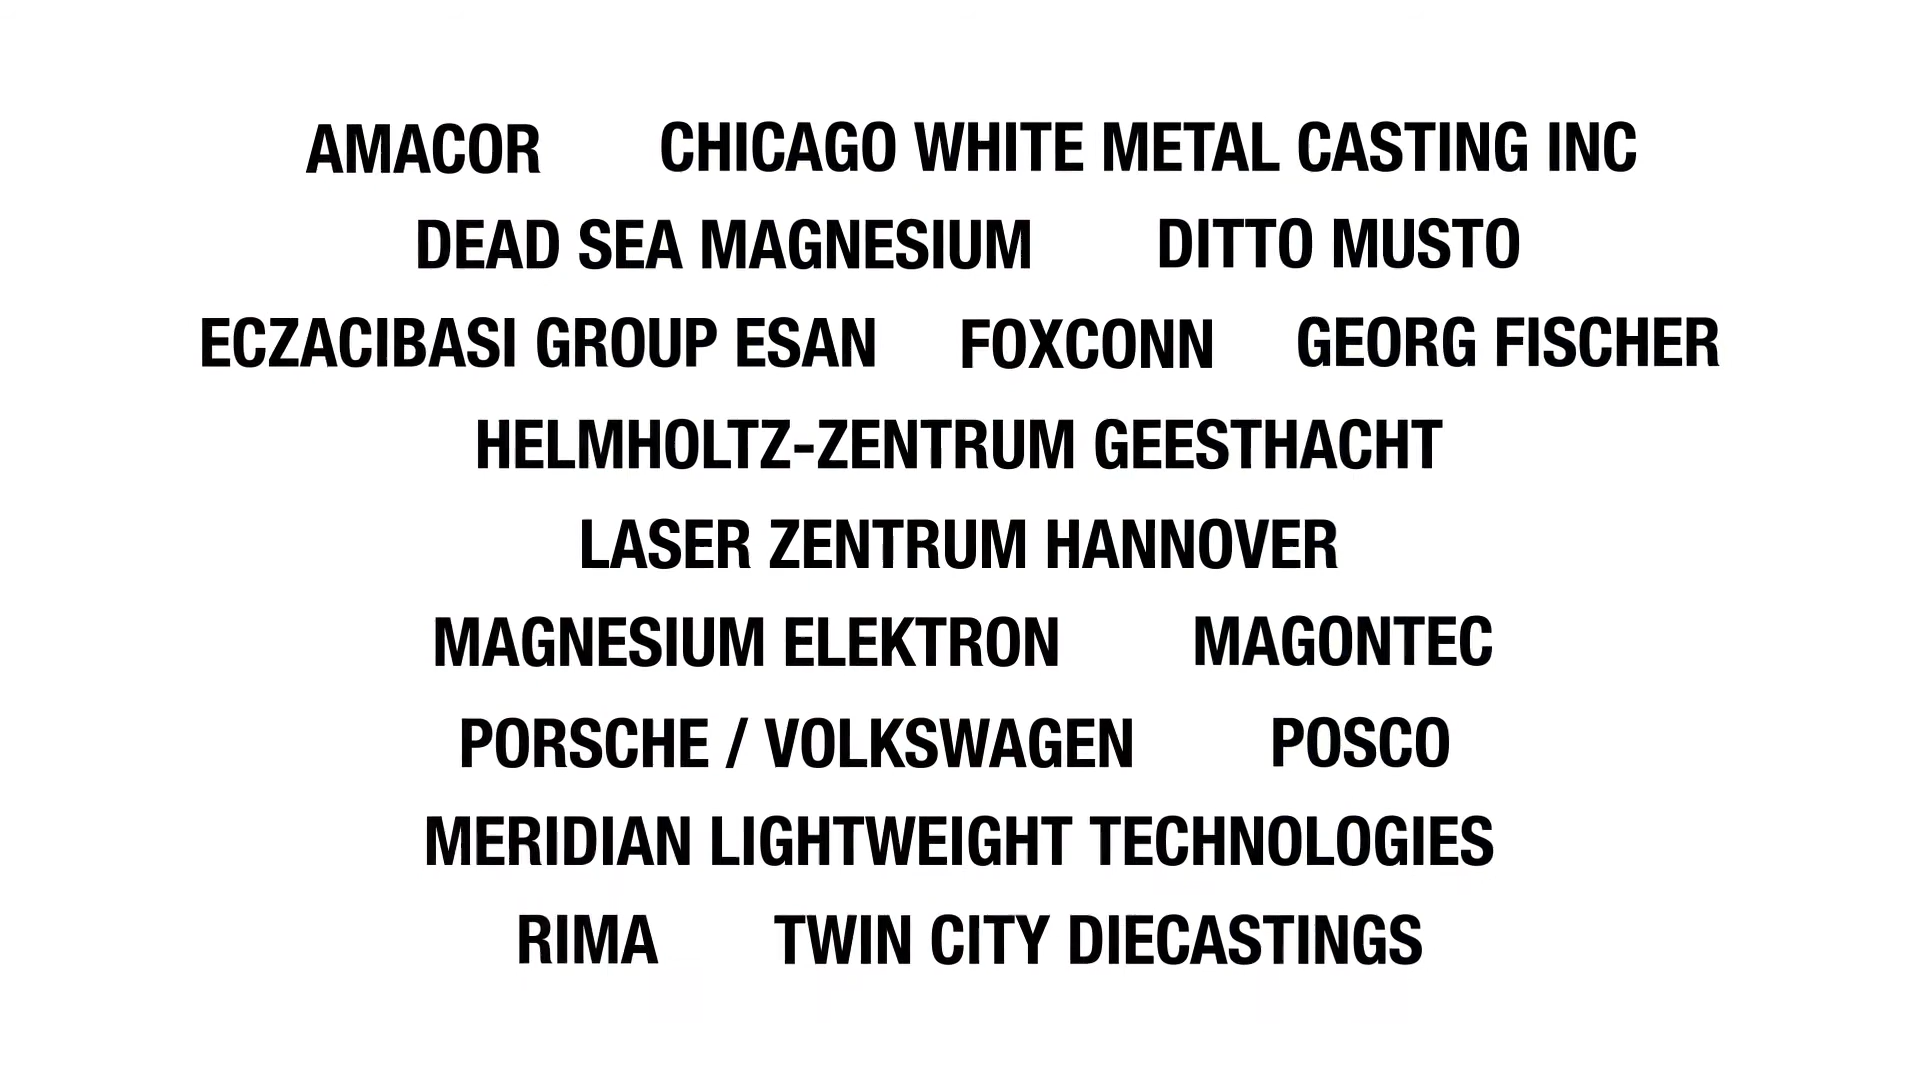 AMACOR CHICAGO WHITE METAL CASTING INC
DEAD SEA MAGNESIUM DITTO MUSTO
ECZACIBASI GROUP ESAN FOXCONN GEORG FISCHER
HELMHOLTZ-ZENTRUM GEESTHACHT
LASER ZENTRUM HANNOVER
MAGNESIUM ELEKTRON MAGONTEC
PORSCHE / VOLKSWAGEN POSCO
MERIDIAN LIGHTWEIGHT TECHNOLOGIES
RIMA TWIN CITY DIECASTINGS